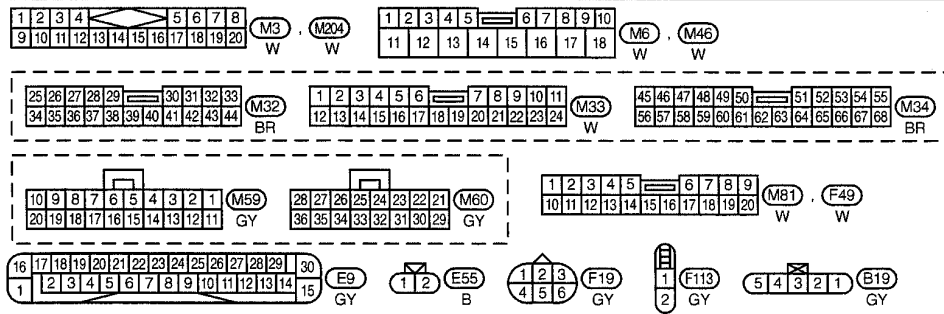 1 2 3 4 5 6 7 8 M3 , M204
9 10 11 12 13 14 15 16 17 18 19 20 W W
1 2 3 4 5 6 7 8 9 10 M6 , M46
11 12 13 14 15 16 17 18 W W
25 26 27 28 29 30 31 32 33 M32
34 35 36 37 38 39 40 41 42 43 44 BR
1 2 3 4 5 6 7 8 9 10 11 M33
12 13 14 15 16 17 18 19 20 21 22 23 24 W
45 46 47 48 49 50 51 52 53 54 55 M34
56 57 58 59 60 61 62 63 64 65 66 67 68 BR
10 9 8 7 6 5 4 3 2 1 M59
20 19 18 17 16 15 14 13 12 11 GY
28 27 26 25 24 23 22 21 M60
36 35 34 33 32 31 30 29 GY
1 2 3 4 5 6 7 8 9 M81 , F49
10 11 12 13 14 15 16 17 18 19 20 W W
16 17 18 19 20 21 22 23 24 25 26 27 28 29 30 E9
1 2 3 4 5 6 7 8 9 10 11 12 13 14 15 GY
1 2 E55
B
1 2 3 F19
4 5 6 GY
1 F113
2 GY
5 4 3 2 1 B19
GY